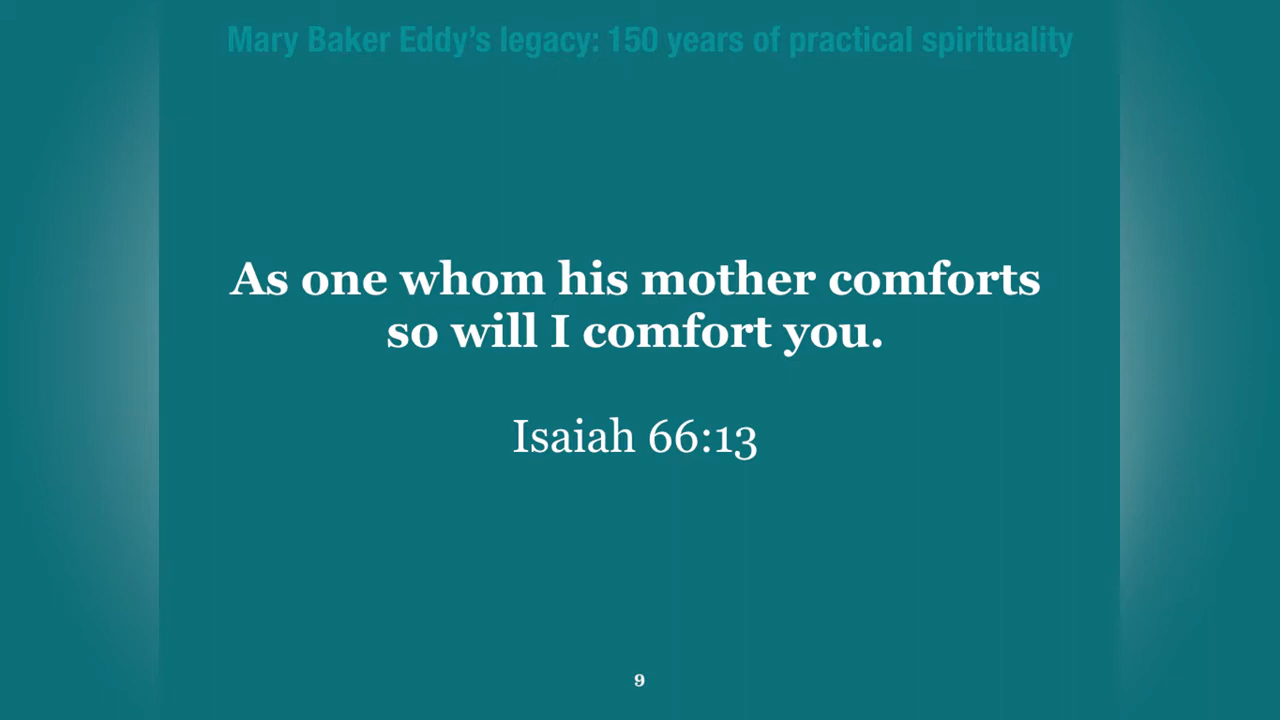 Mary Baker Eddy's legacy: 150 years of practical spirituality
As one whom his mother comforts
so will I comfort you.
Isaiah 66:13
9